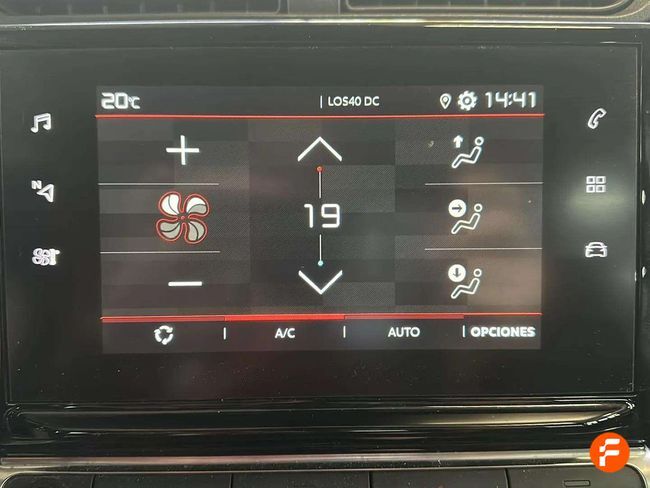 20°C
| LOS40 DC
14:41
N
19
A/C
AUTO
OPCIONES